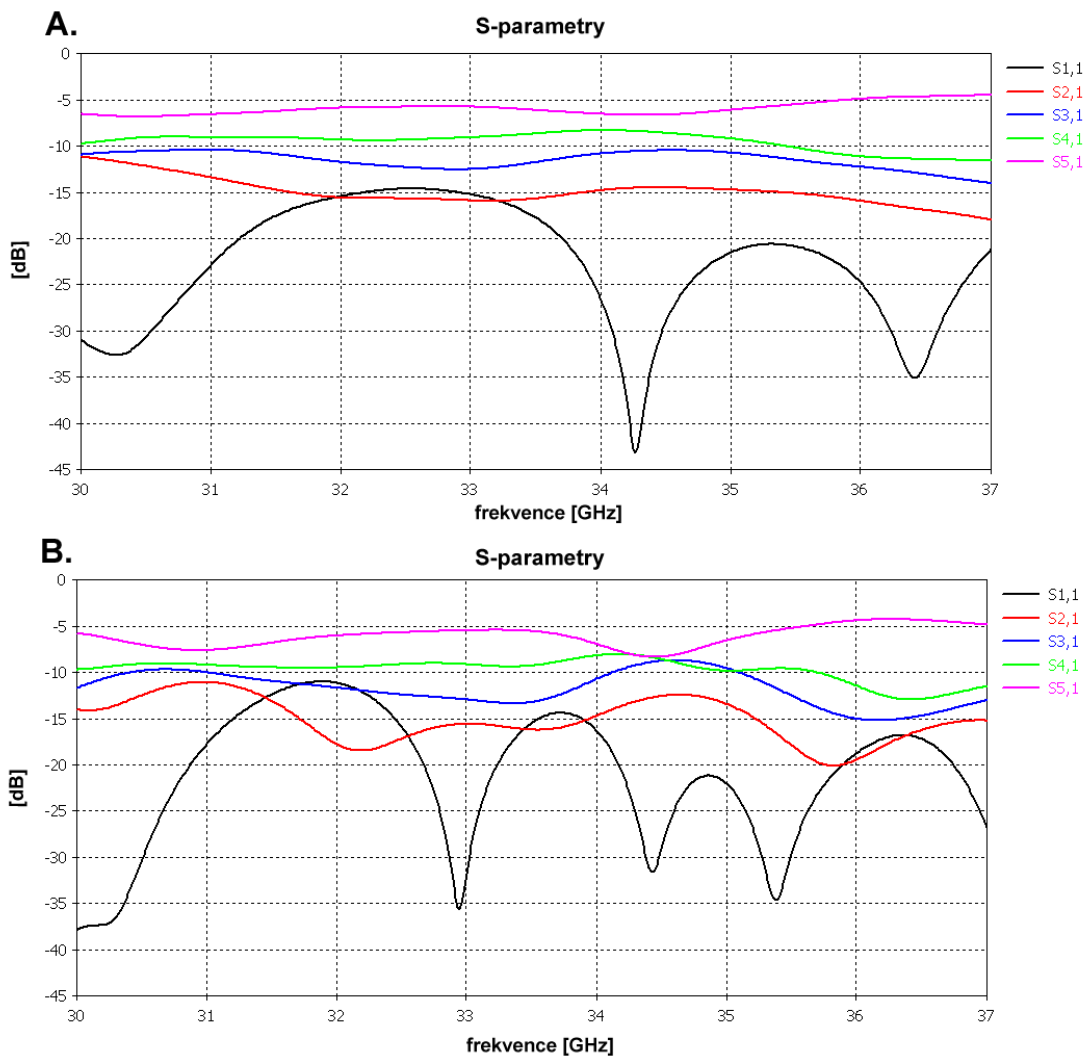 A.
S-parametry
0
-5
-10
-15
-20
-25
-30
-35
-40
-45
[dB]
30 31 32 33 34 35 36 37
frekvence [GHz]
S1,1
S2,1
S3,1
S4,1
S5,1
B.
S-parametry
0
-5
-10
-15
-20
-25
-30
-35
-40
-45
[dB]
30 31 32 33 34 35 36 37
frekvence [GHz]
S1,1
S2,1
S3,1
S4,1
S5,1